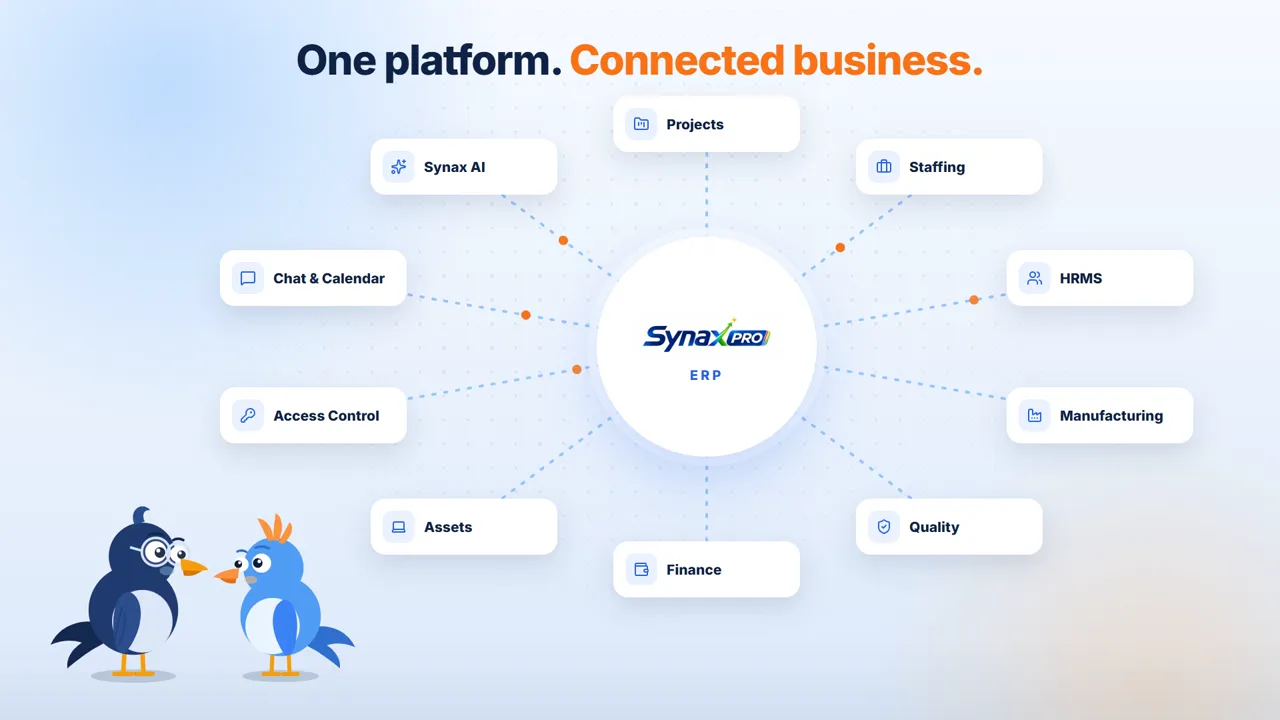 One platform. Connected business.
Projects
Synax AI
Staffing
Chat & Calendar
HRMS
SynaxPRO
ERP
Access Control
Manufacturing
Assets
Quality
Finance